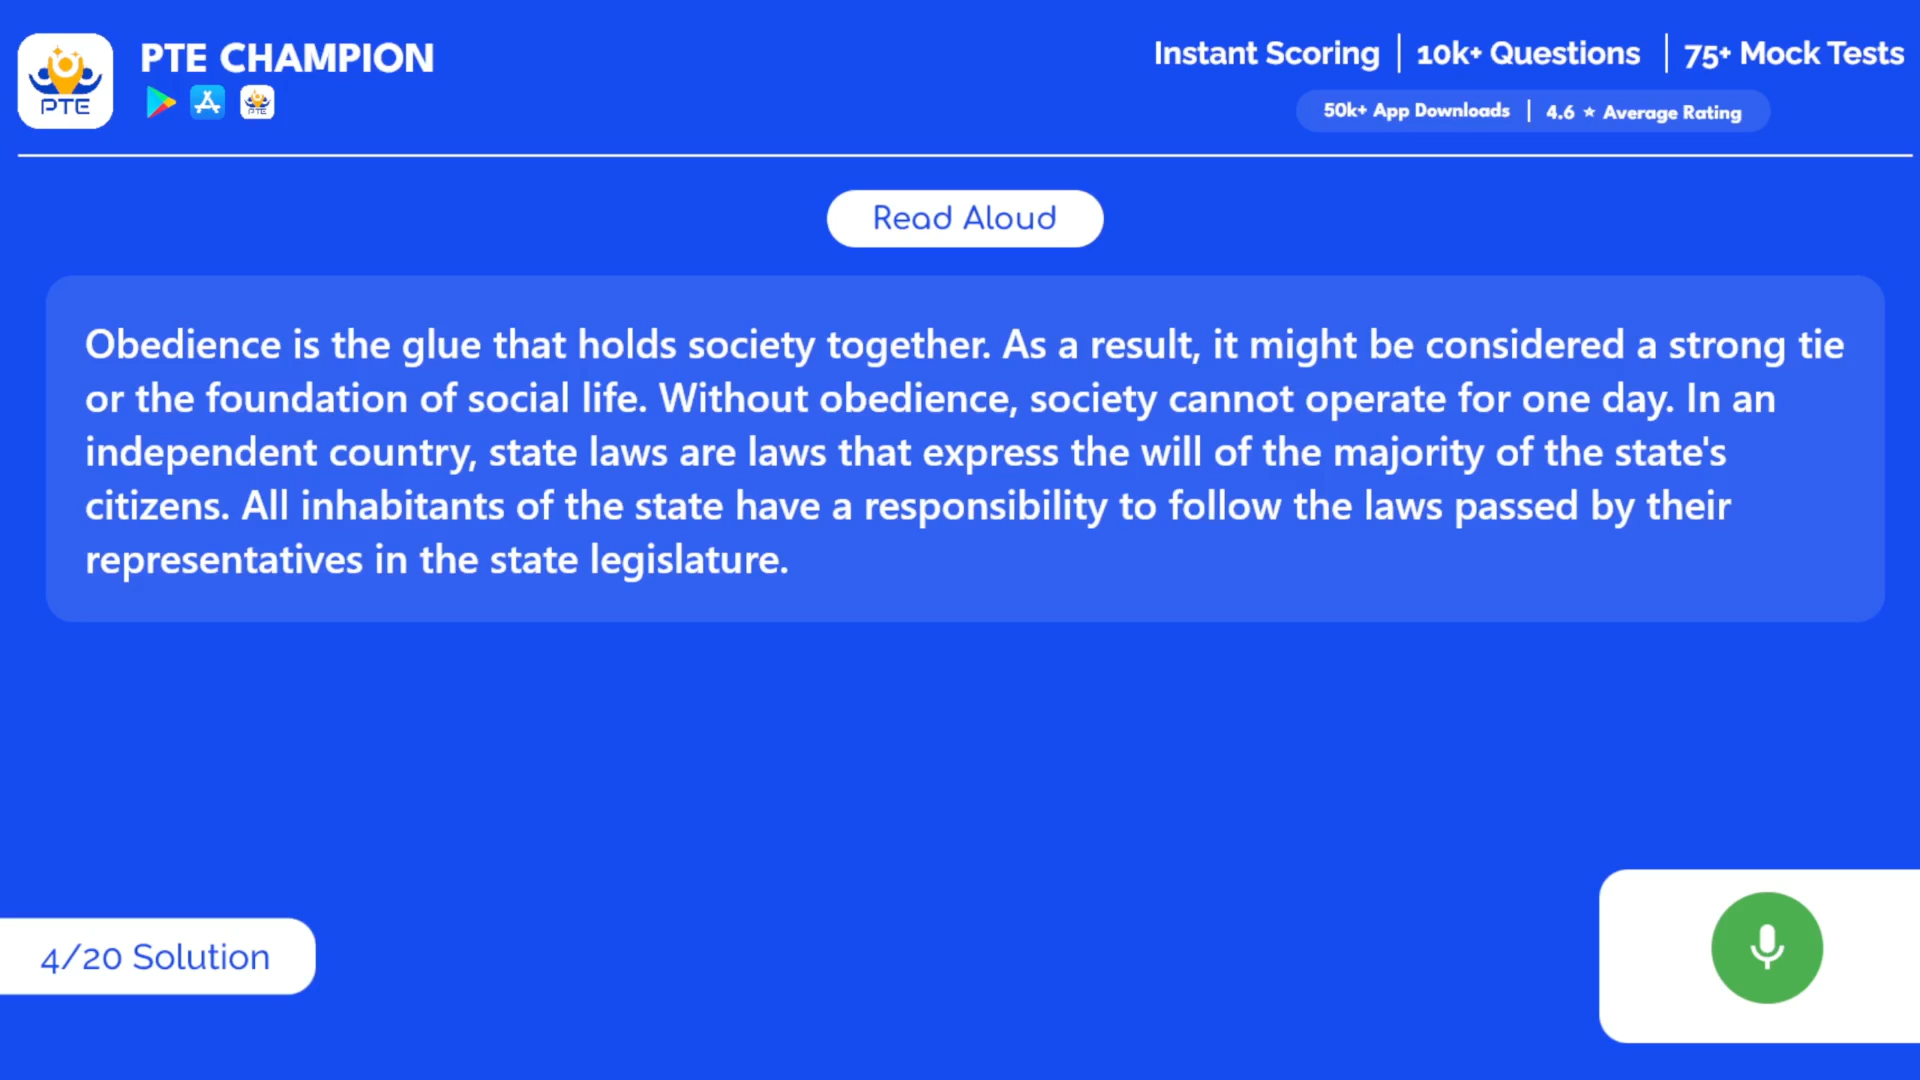 PTE CHAMPION
PTE
PTE
Instant Scoring | 10k+ Questions | 75+ Mock Tests
50k+ App Downloads | 4.6 ★ Average Rating
Read Aloud
Obedience is the glue that holds society together. As a result, it might be considered a strong tie
or the foundation of social life. Without obedience, society cannot operate for one day. In an
independent country, state laws are laws that express the will of the majority of the state's
citizens. All inhabitants of the state have a responsibility to follow the laws passed by their
representatives in the state legislature.
4/20 Solution